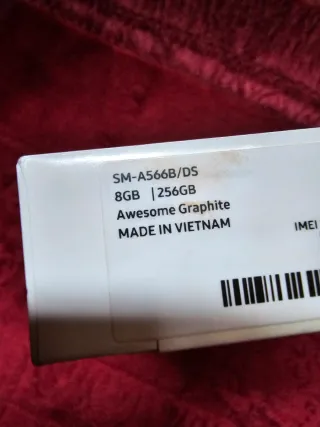 SM-A566B/DS
8GB | 256GB
Awesome Graphite
MADE IN VIETNAM
IMEI